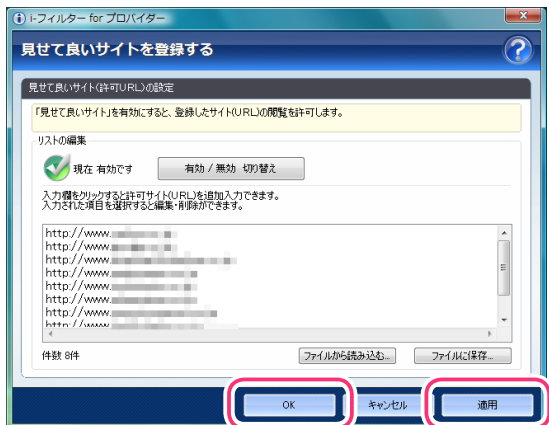 i-フィルター for プロバイダー
見せて良いサイトを登録する
見せて良いサイト(許可URL)の設定
「見せて良いサイト」を有効にすると、登録したサイト(URL)の閲覧を許可します。
リストの編集
現在 有効です
有効 / 無効 切り替え
入力欄をクリックすると許可サイト(URL)を追加入力できます。
入力された項目を選択すると編集・削除ができます。
http://www.
http://www.
http://www.
http://www.
http://www.
http://www.
http://www.
http://www.
件数 8件
ファイルから読み込む...
ファイルに保存...
OK
キャンセル
適用